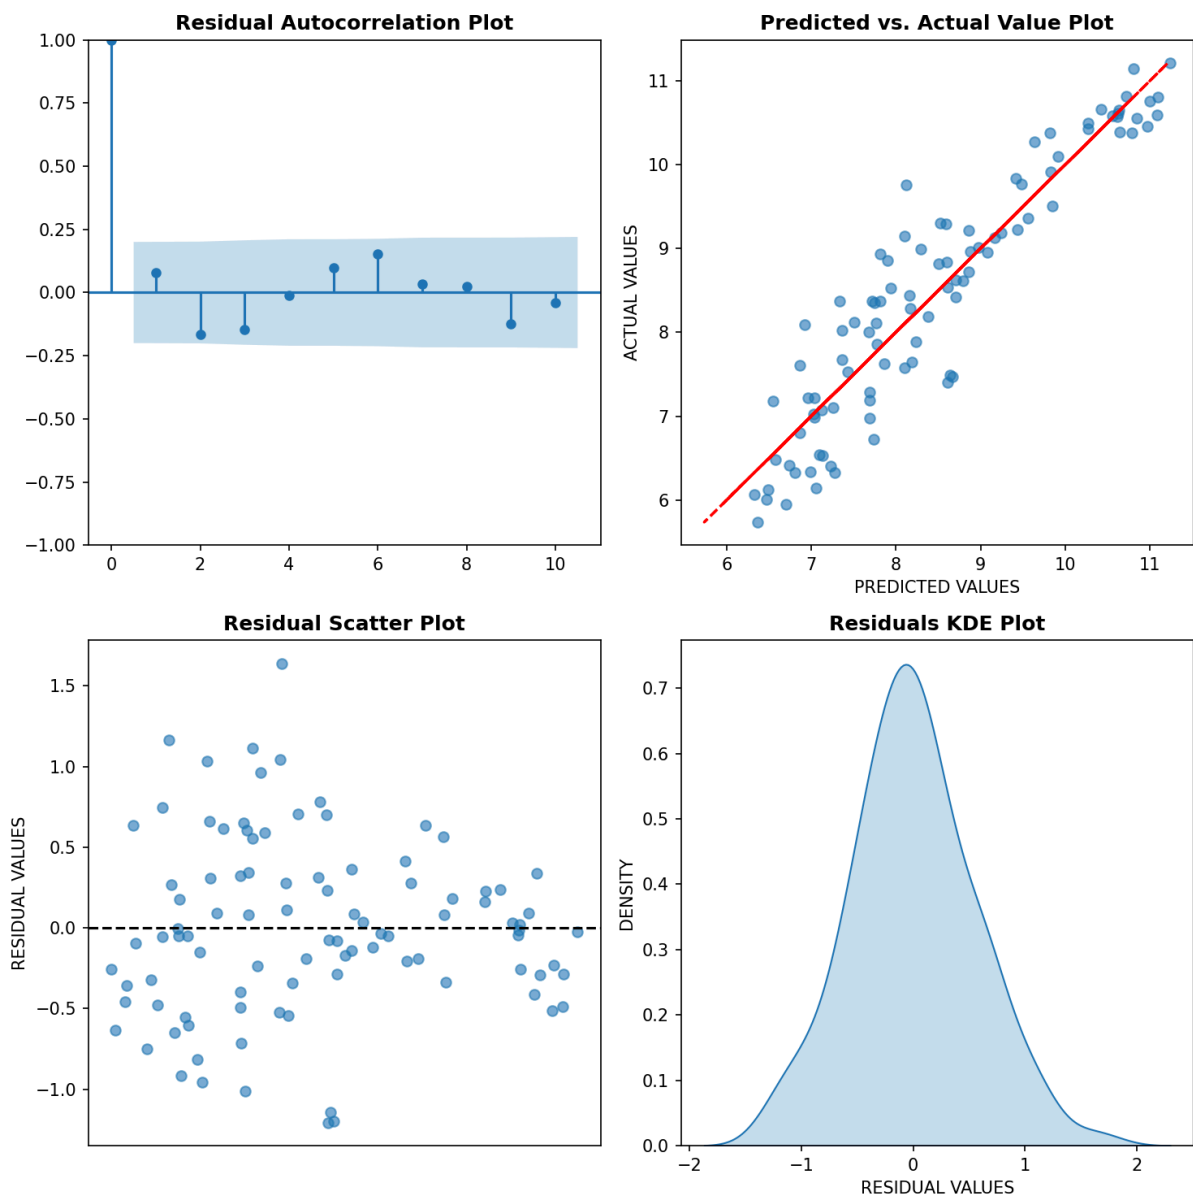 Residual Autocorrelation Plot
1.00
0.75
0.50
0.25
0.00
−0.25
−0.50
−0.75
−1.00
0 2 4 6 8 10
Predicted vs. Actual Value Plot
ACTUAL VALUES
11
10
9
8
7
6
6 7 8 9 10 11
PREDICTED VALUES
Residual Scatter Plot
RESIDUAL VALUES
1.5
1.0
0.5
0.0
−0.5
−1.0
Residuals KDE Plot
DENSITY
0.7
0.6
0.5
0.4
0.3
0.2
0.1
0.0
−2 −1 0 1 2
RESIDUAL VALUES